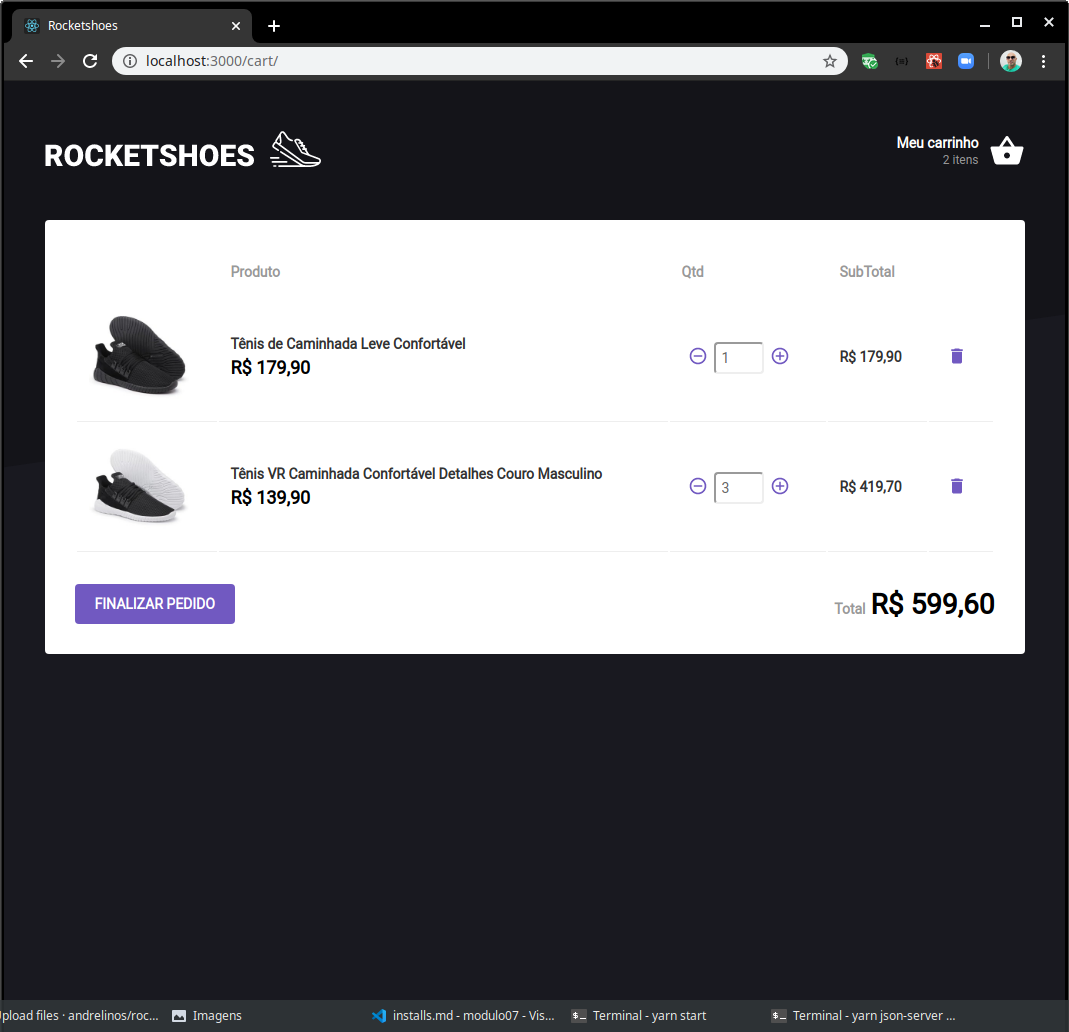 Rocketshoes
localhost:3000/cart/
ROCKETSHOES
Meu carrinho
2 itens
Produto Qtd SubTotal
Tênis de Caminhada Leve Confortável
R$ 179,90
1
R$ 179,90
Tênis VR Caminhada Confortável Detalhes Couro Masculino
R$ 139,90
3
R$ 419,70
FINALIZAR PEDIDO
Total R$ 599,60
pload files · andrelinos/roc... Imagens installs.md - modulo07 - Vis... Terminal - yarn start Terminal - yarn json-server ...